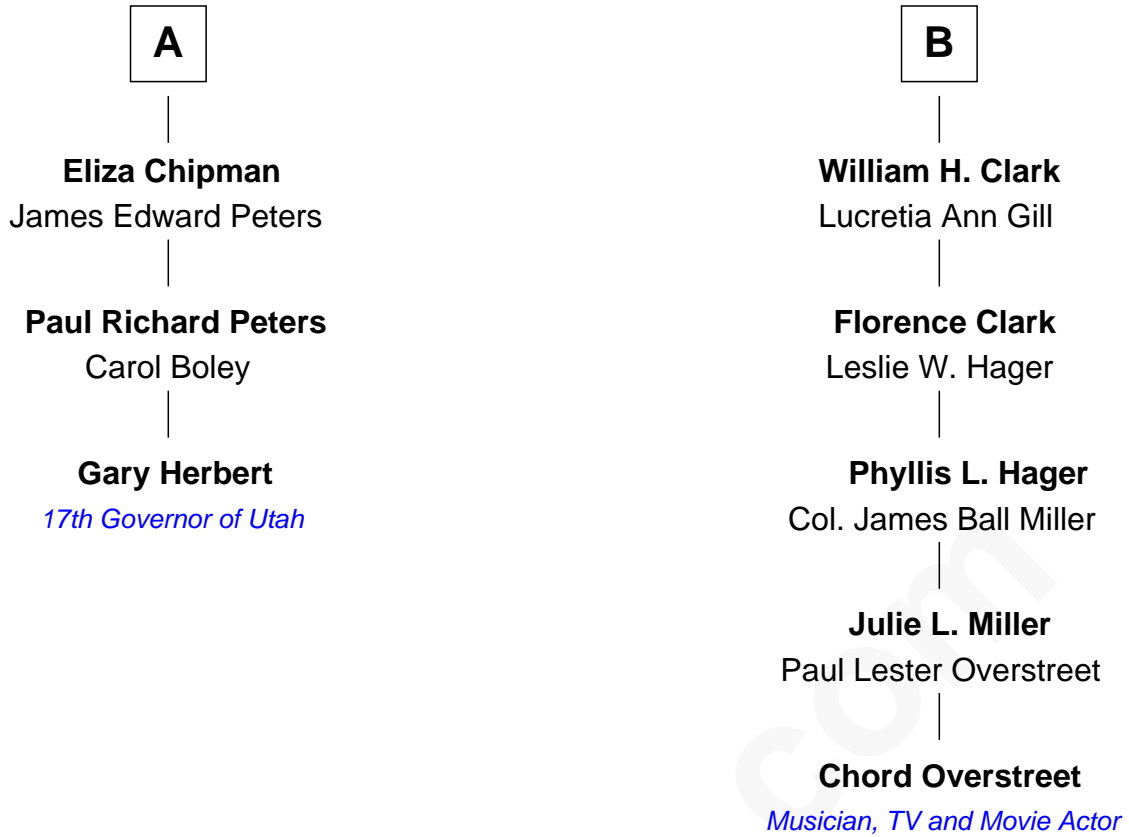 A
Eliza Chipman
James Edward Peters
Paul Richard Peters
Carol Boley
Gary Herbert
17th Governor of Utah
B
William H. Clark
Lucretia Ann Gill
Florence Clark
Leslie W. Hager
Phyllis L. Hager
Col. James Ball Miller
Julie L. Miller
Paul Lester Overstreet
Chord Overstreet
Musician, TV and Movie Actor
com